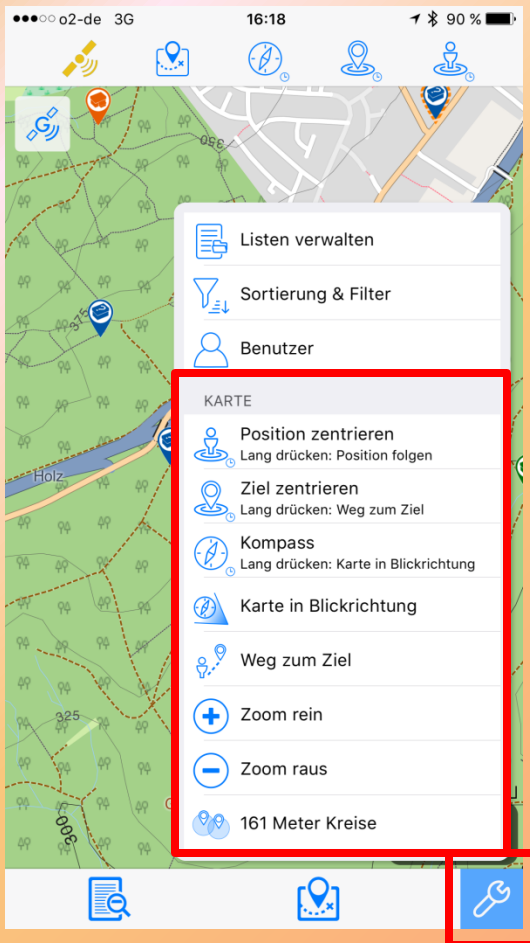 o2-de 3G 16:18 90 %
G
050
Listen verwalten
Sortierung & Filter
375
Benutzer
KARTE
Position zentrieren
Lang drücken: Position folgen
Holz
Ziel zentrieren
Lang drücken: Weg zum Ziel
Kompass
Lang drücken: Karte in Blickrichtung
Karte in Blickrichtung
Weg zum Ziel
325
Zoom rein
Zoom raus
300
161 Meter Kreise